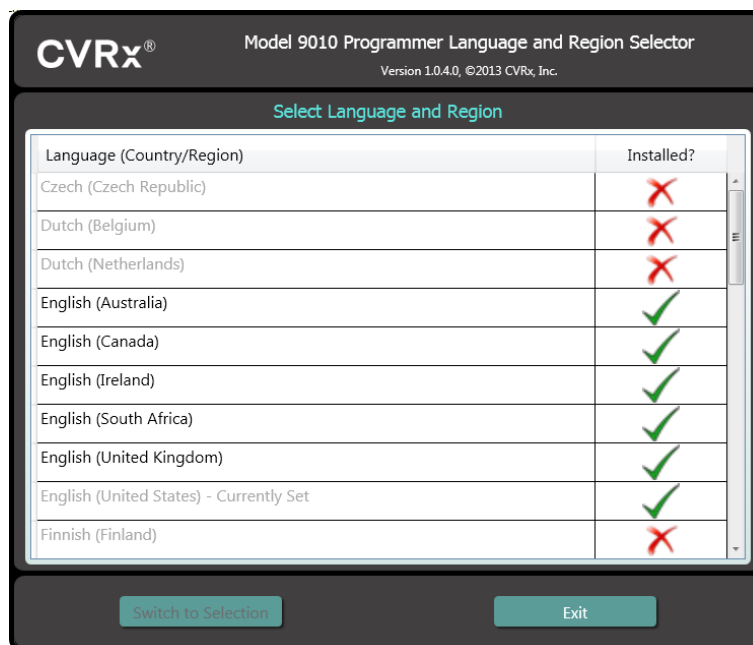 CVRx®
Model 9010 Programmer Language and Region Selector
Version 1.0.4.0, ©2013 CVRx, Inc.
Select Language and Region
Language (Country/Region) Installed?
Czech (Czech Republic)
Dutch (Belgium)
Dutch (Netherlands)
English (Australia)
English (Canada)
English (Ireland)
English (South Africa)
English (United Kingdom)
English (United States) - Currently Set
Finnish (Finland)
Switch to Selection Exit